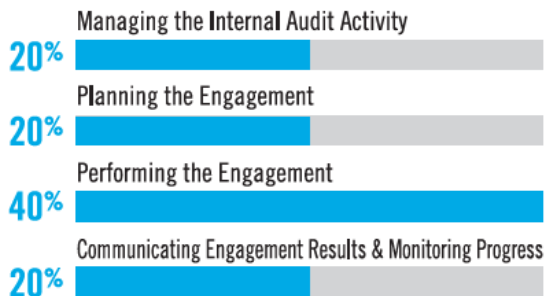 Managing the Internal Audit Activity
20%
Planning the Engagement
20%
Performing the Engagement
40%
Communicating Engagement Results & Monitoring Progress
20%